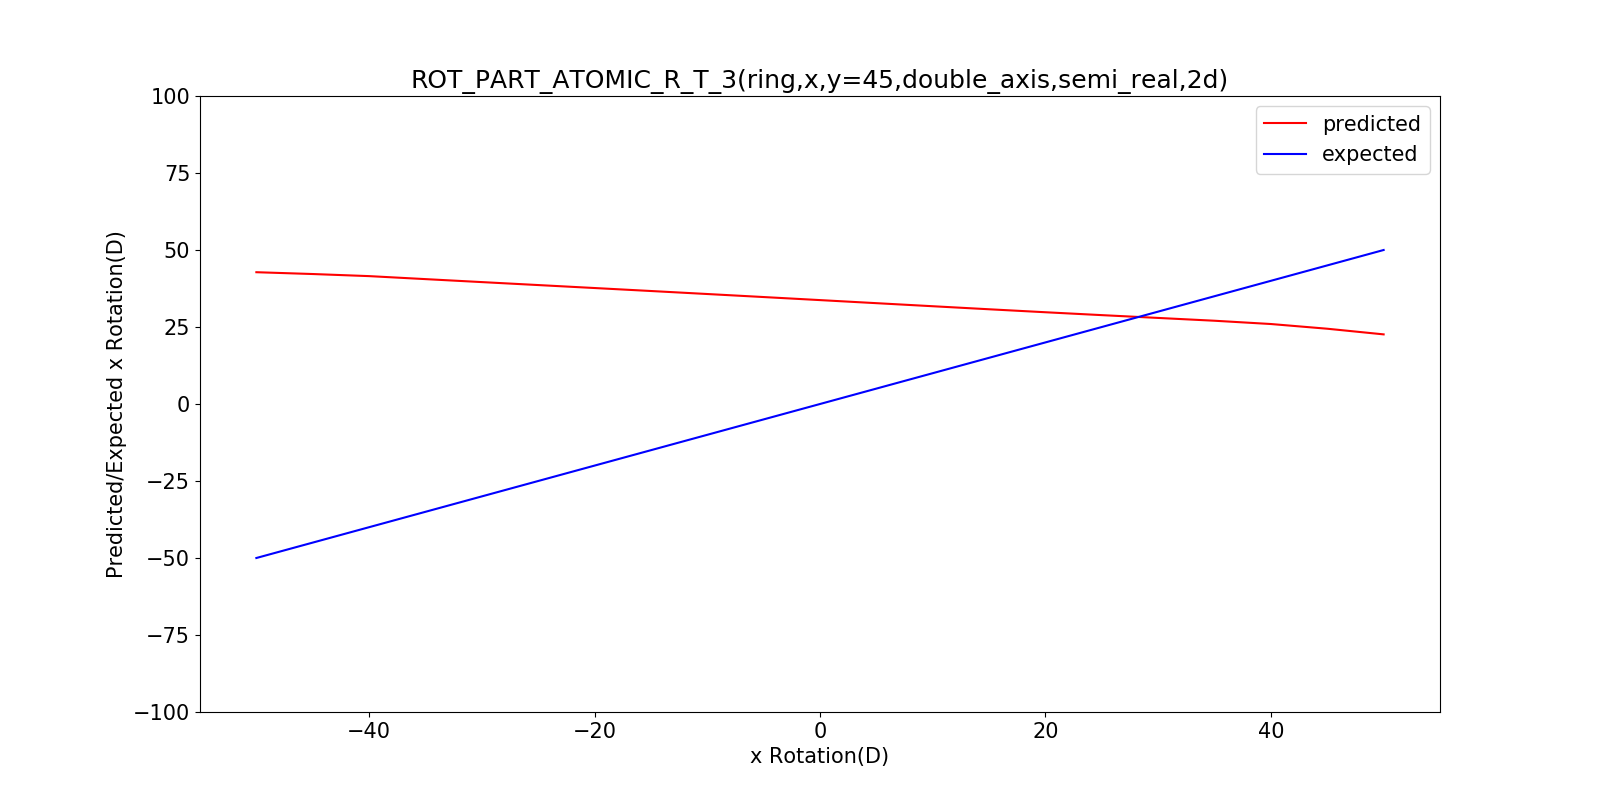 ROT_PART_ATOMIC_R_T_3(ring,x,y=45,double_axis,semi_real,2d)
predicted
expected
Predicted/Expected x Rotation(D)
100
75
50
25
0
−25
−50
−75
−100
−40
−20
0
20
40
x Rotation(D)